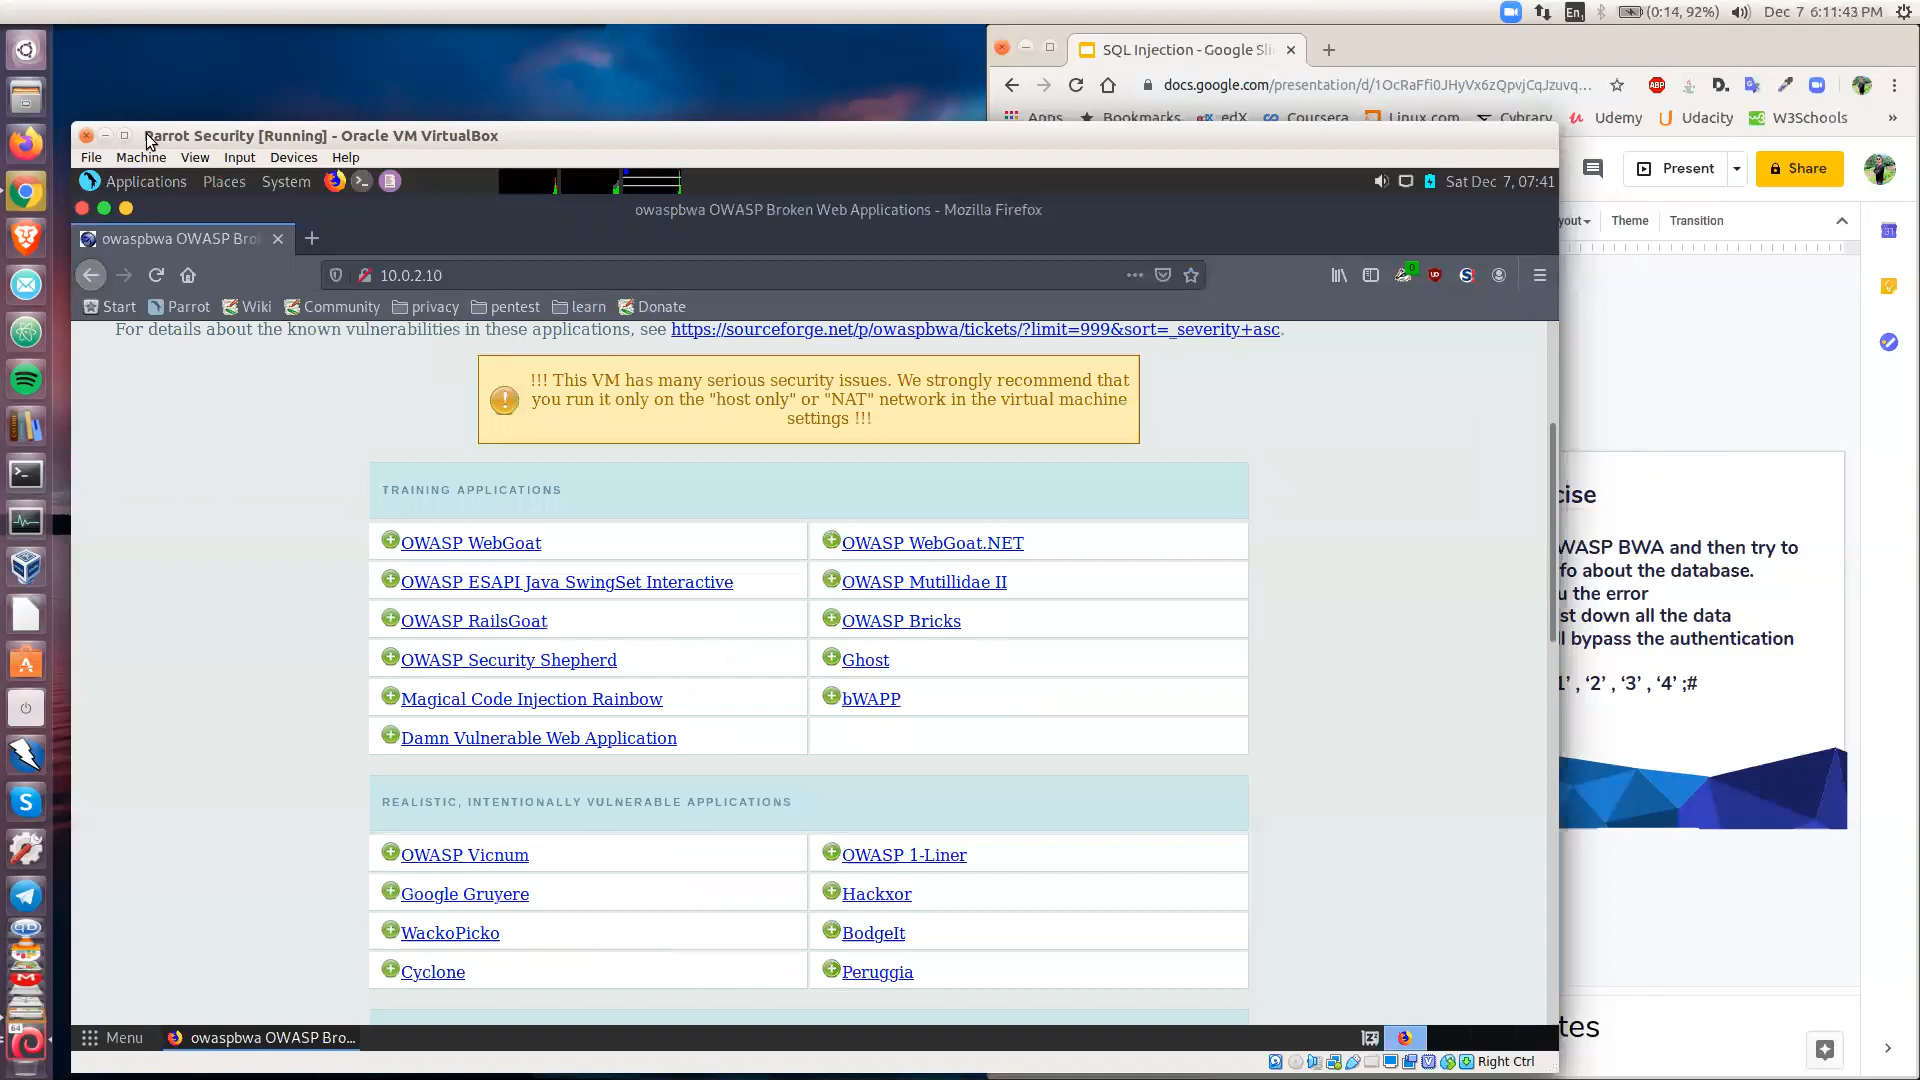 En
(0:14, 92%)
Dec 7 6:11:43 PM
SQL Injection - Google Sli
docs.google.com/presentation/d/1OcRaFfi0JHyVx6zQpvjCqJzuvq...
ABP
Apps
Bookmarks
edX
Coursera
Linux.com
Cybrary
Udemy
Udacity
W3Schools
»
Parrot Security [Running] - Oracle VM VirtualBox
File Machine View Input Devices Help
Present
Share
Applications Places System
Sat Dec 7, 07:41
owaspbwa OWASP Broken Web Applications - Mozilla Firefox
yout
Theme
Transition
31
owaspbwa OWASP Bro
10.0.2.10
0
Start Parrot Wiki Community privacy pentest learn Donate
For details about the known vulnerabilities in these applications, see https://sourceforge.net/p/owaspbwa/tickets/?limit=999&sort=_severity+asc.
!!! This VM has many serious security issues. We strongly recommend that
you run it only on the "host only" or "NAT" network in the virtual machine
settings !!!
TRAINING APPLICATIONS
OWASP WebGoat
OWASP WebGoat.NET
OWASP ESAPI Java SwingSet Interactive
OWASP Mutillidae II
OWASP RailsGoat
OWASP Bricks
OWASP Security Shepherd
Ghost
Magical Code Injection Rainbow
bWAPP
Damn Vulnerable Web Application
REALISTIC, INTENTIONALLY VULNERABLE APPLICATIONS
OWASP Vicnum
OWASP 1-Liner
Google Gruyere
Hackxor
WackoPicko
BodgeIt
Cyclone
Peruggia
cise
WASP BWA and then try to
fo about the database.
u the error
st down all the data
l bypass the authentication
1’ , ‘2’ , ‘3’ , ‘4’ ;#
tes
Menu
owaspbwa OWASP Bro...
Right Ctrl
64